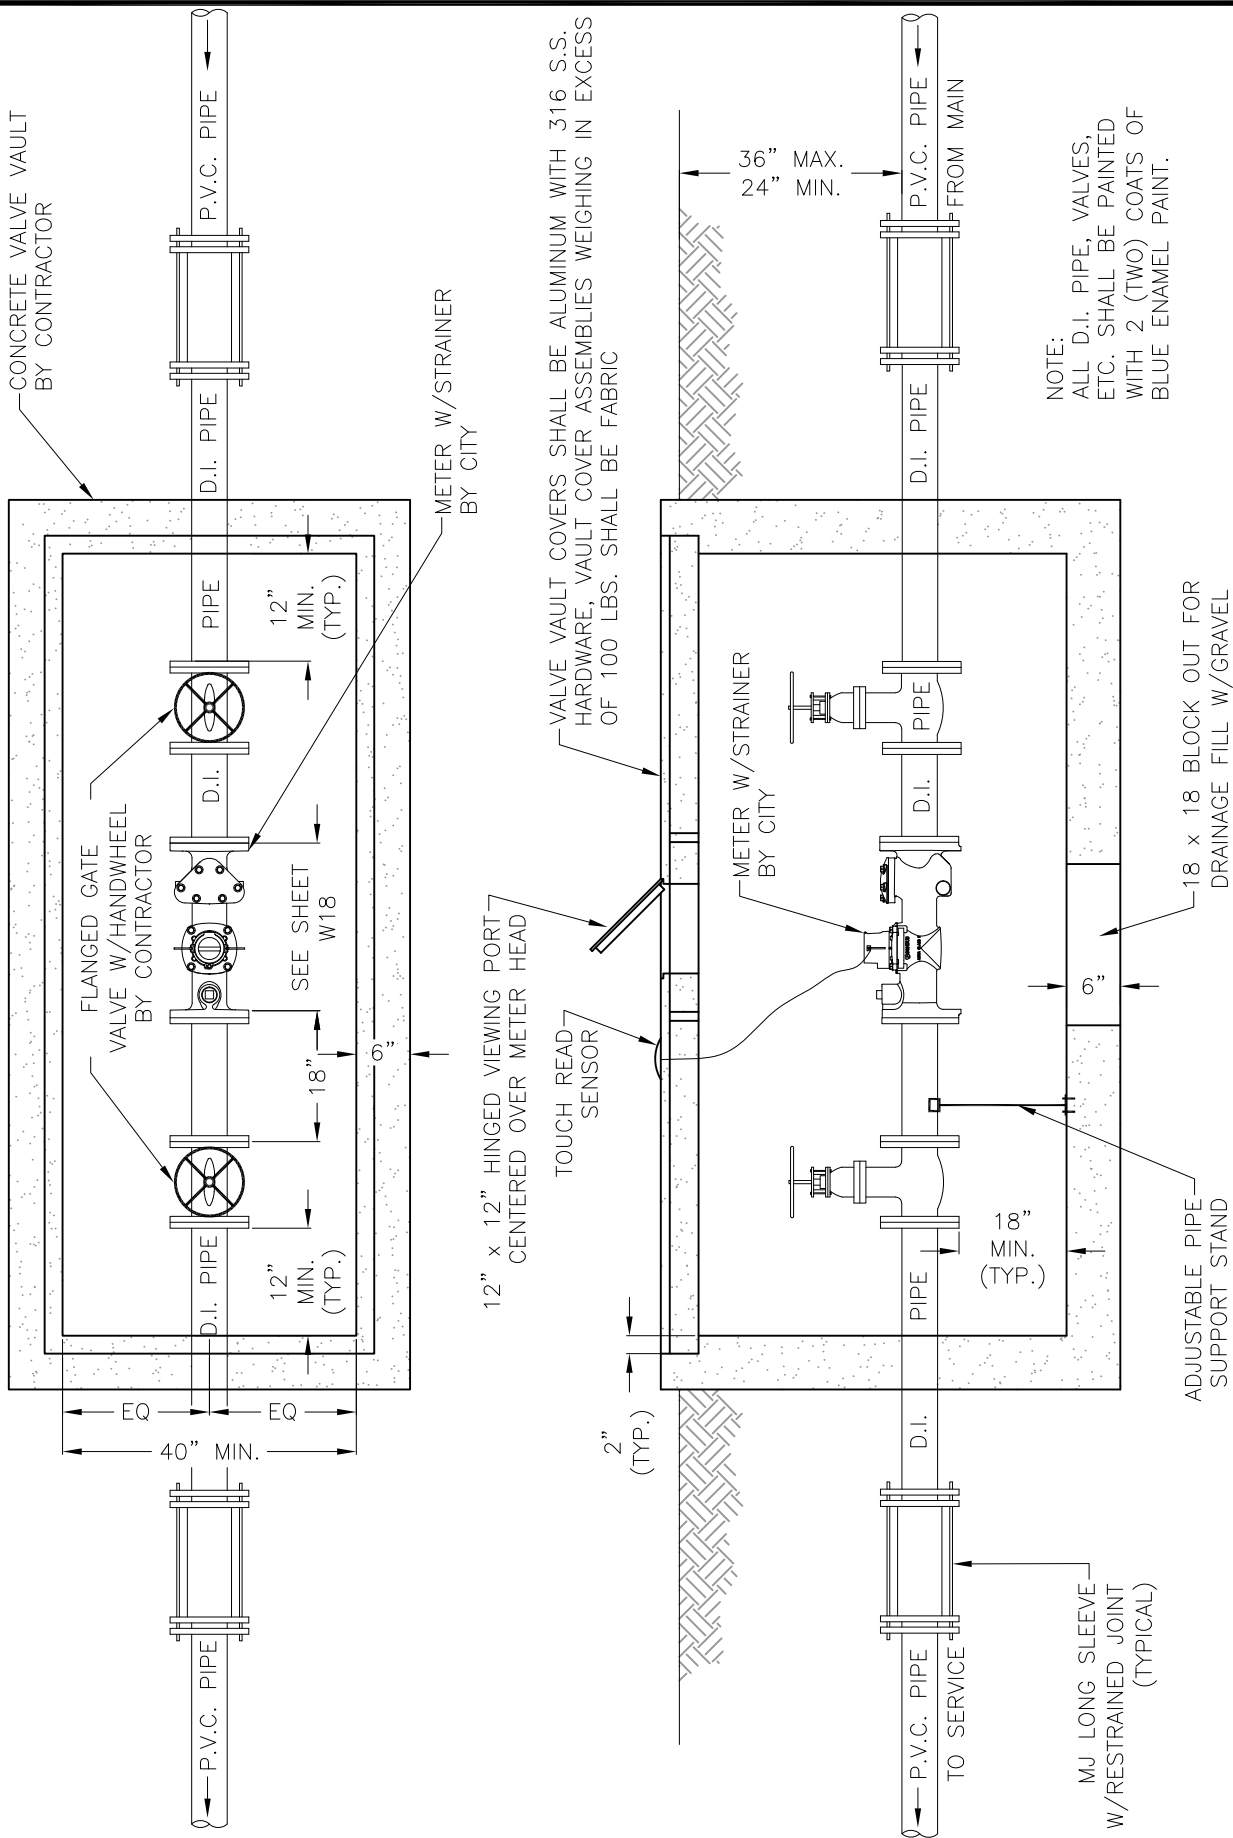 CONCRETE VALVE VAULT
BY CONTRACTOR
P.V.C. PIPE
D.I. PIPE
PIPE
D.I.
D.I. PIPE
P.V.C. PIPE
METER W/STRAINER
BY CITY
FLANGED GATE
VALVE W/HANDWHEEL
BY CONTRACTOR
12”
MIN.
(TYP.)
SEE SHEET
W18
18”
6”
12”
MIN.
(TYP.)
EQ
EQ
40” MIN.
VALVE VAULT COVERS SHALL BE ALUMINUM WITH 316 S.S.
HARDWARE, VAULT COVER ASSEMBLIES WEIGHING IN EXCESS
OF 100 LBS. SHALL BE FABRIC
12” x 12” HINGED VIEWING PORT
CENTERED OVER METER HEAD
TOUCH READ
SENSOR
METER W/STRAINER
BY CITY
36” MAX.
24” MIN.
P.V.C. PIPE
FROM MAIN
D.I. PIPE
PIPE
D.I.
PIPE
D.I.
P.V.C. PIPE
TO SERVICE
2”
(TYP.)
18”
MIN.
(TYP.)
6”
NOTE:
ALL D.I. PIPE, VALVES,
ETC. SHALL BE PAINTED
WITH 2 (TWO) COATS OF
BLUE ENAMEL PAINT.
18 x 18 BLOCK OUT FOR
DRAINAGE FILL W/GRAVEL
ADJUSTABLE PIPE
SUPPORT STAND
MJ LONG SLEEVE
W/RESTRAINED JOINT
(TYPICAL)